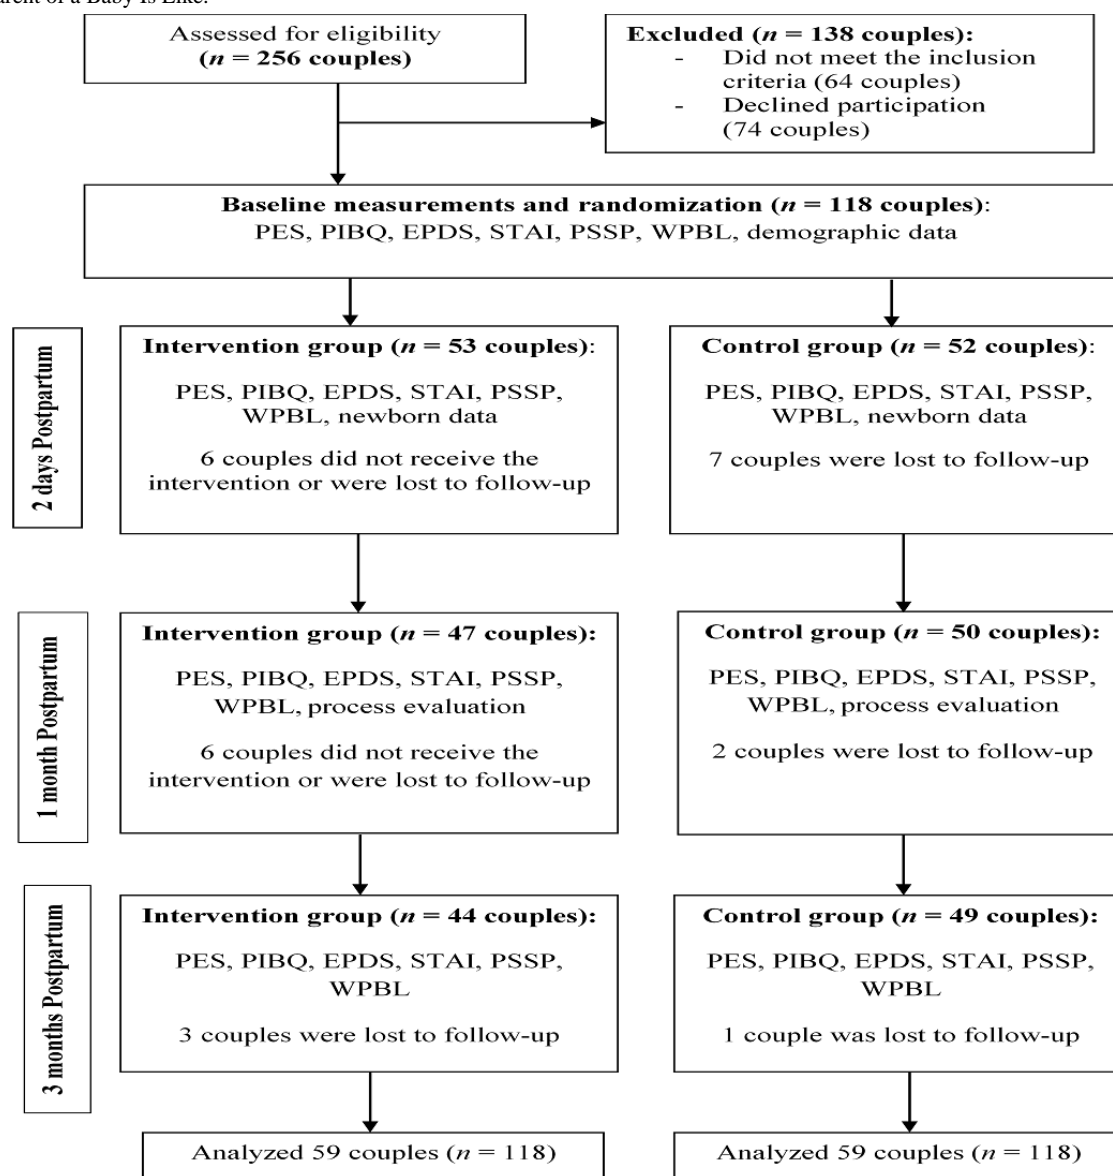 Parent of a Baby Is Like.
Assessed for eligibility
(n = 256 couples)
Excluded (n = 138 couples):
- Did not meet the inclusion
criteria (64 couples)
- Declined participation
(74 couples)
Baseline measurements and randomization (n = 118 couples):
PES, PIBQ, EPDS, STAI, PSSP, WPBL, demographic data
2 days Postpartum
Intervention group (n = 53 couples):
PES, PIBQ, EPDS, STAI, PSSP,
WPBL, newborn data
6 couples did not receive the
intervention or were lost to follow-up
Control group (n = 52 couples):
PES, PIBQ, EPDS, STAI, PSSP,
WPBL, newborn data
7 couples were lost to follow-up
1 month Postpartum
Intervention group (n = 47 couples):
PES, PIBQ, EPDS, STAI, PSSP,
WPBL, process evaluation
6 couples did not receive the
intervention or were lost to follow-up
Control group (n = 50 couples):
PES, PIBQ, EPDS, STAI, PSSP,
WPBL, process evaluation
2 couples were lost to follow-up
3 months Postpartum
Intervention group (n = 44 couples):
PES, PIBQ, EPDS, STAI, PSSP,
WPBL
3 couples were lost to follow-up
Control group (n = 49 couples):
PES, PIBQ, EPDS, STAI, PSSP,
WPBL
1 couple was lost to follow-up
Analyzed 59 couples (n = 118)
Analyzed 59 couples (n = 118)